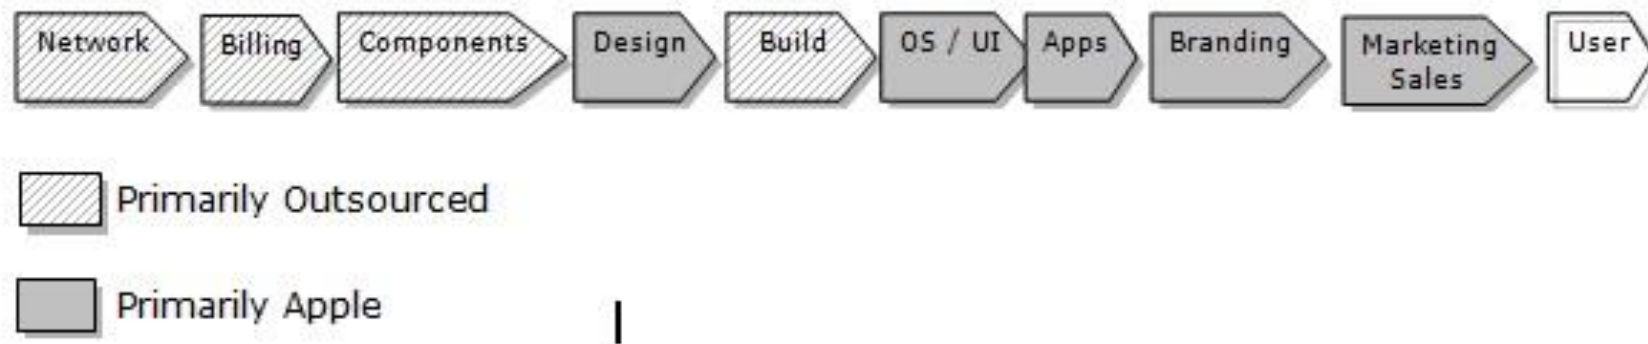 Network Billing Components Design Build OS / UI Apps Branding Marketing Sales User
Primarily Outsourced
Primarily Apple